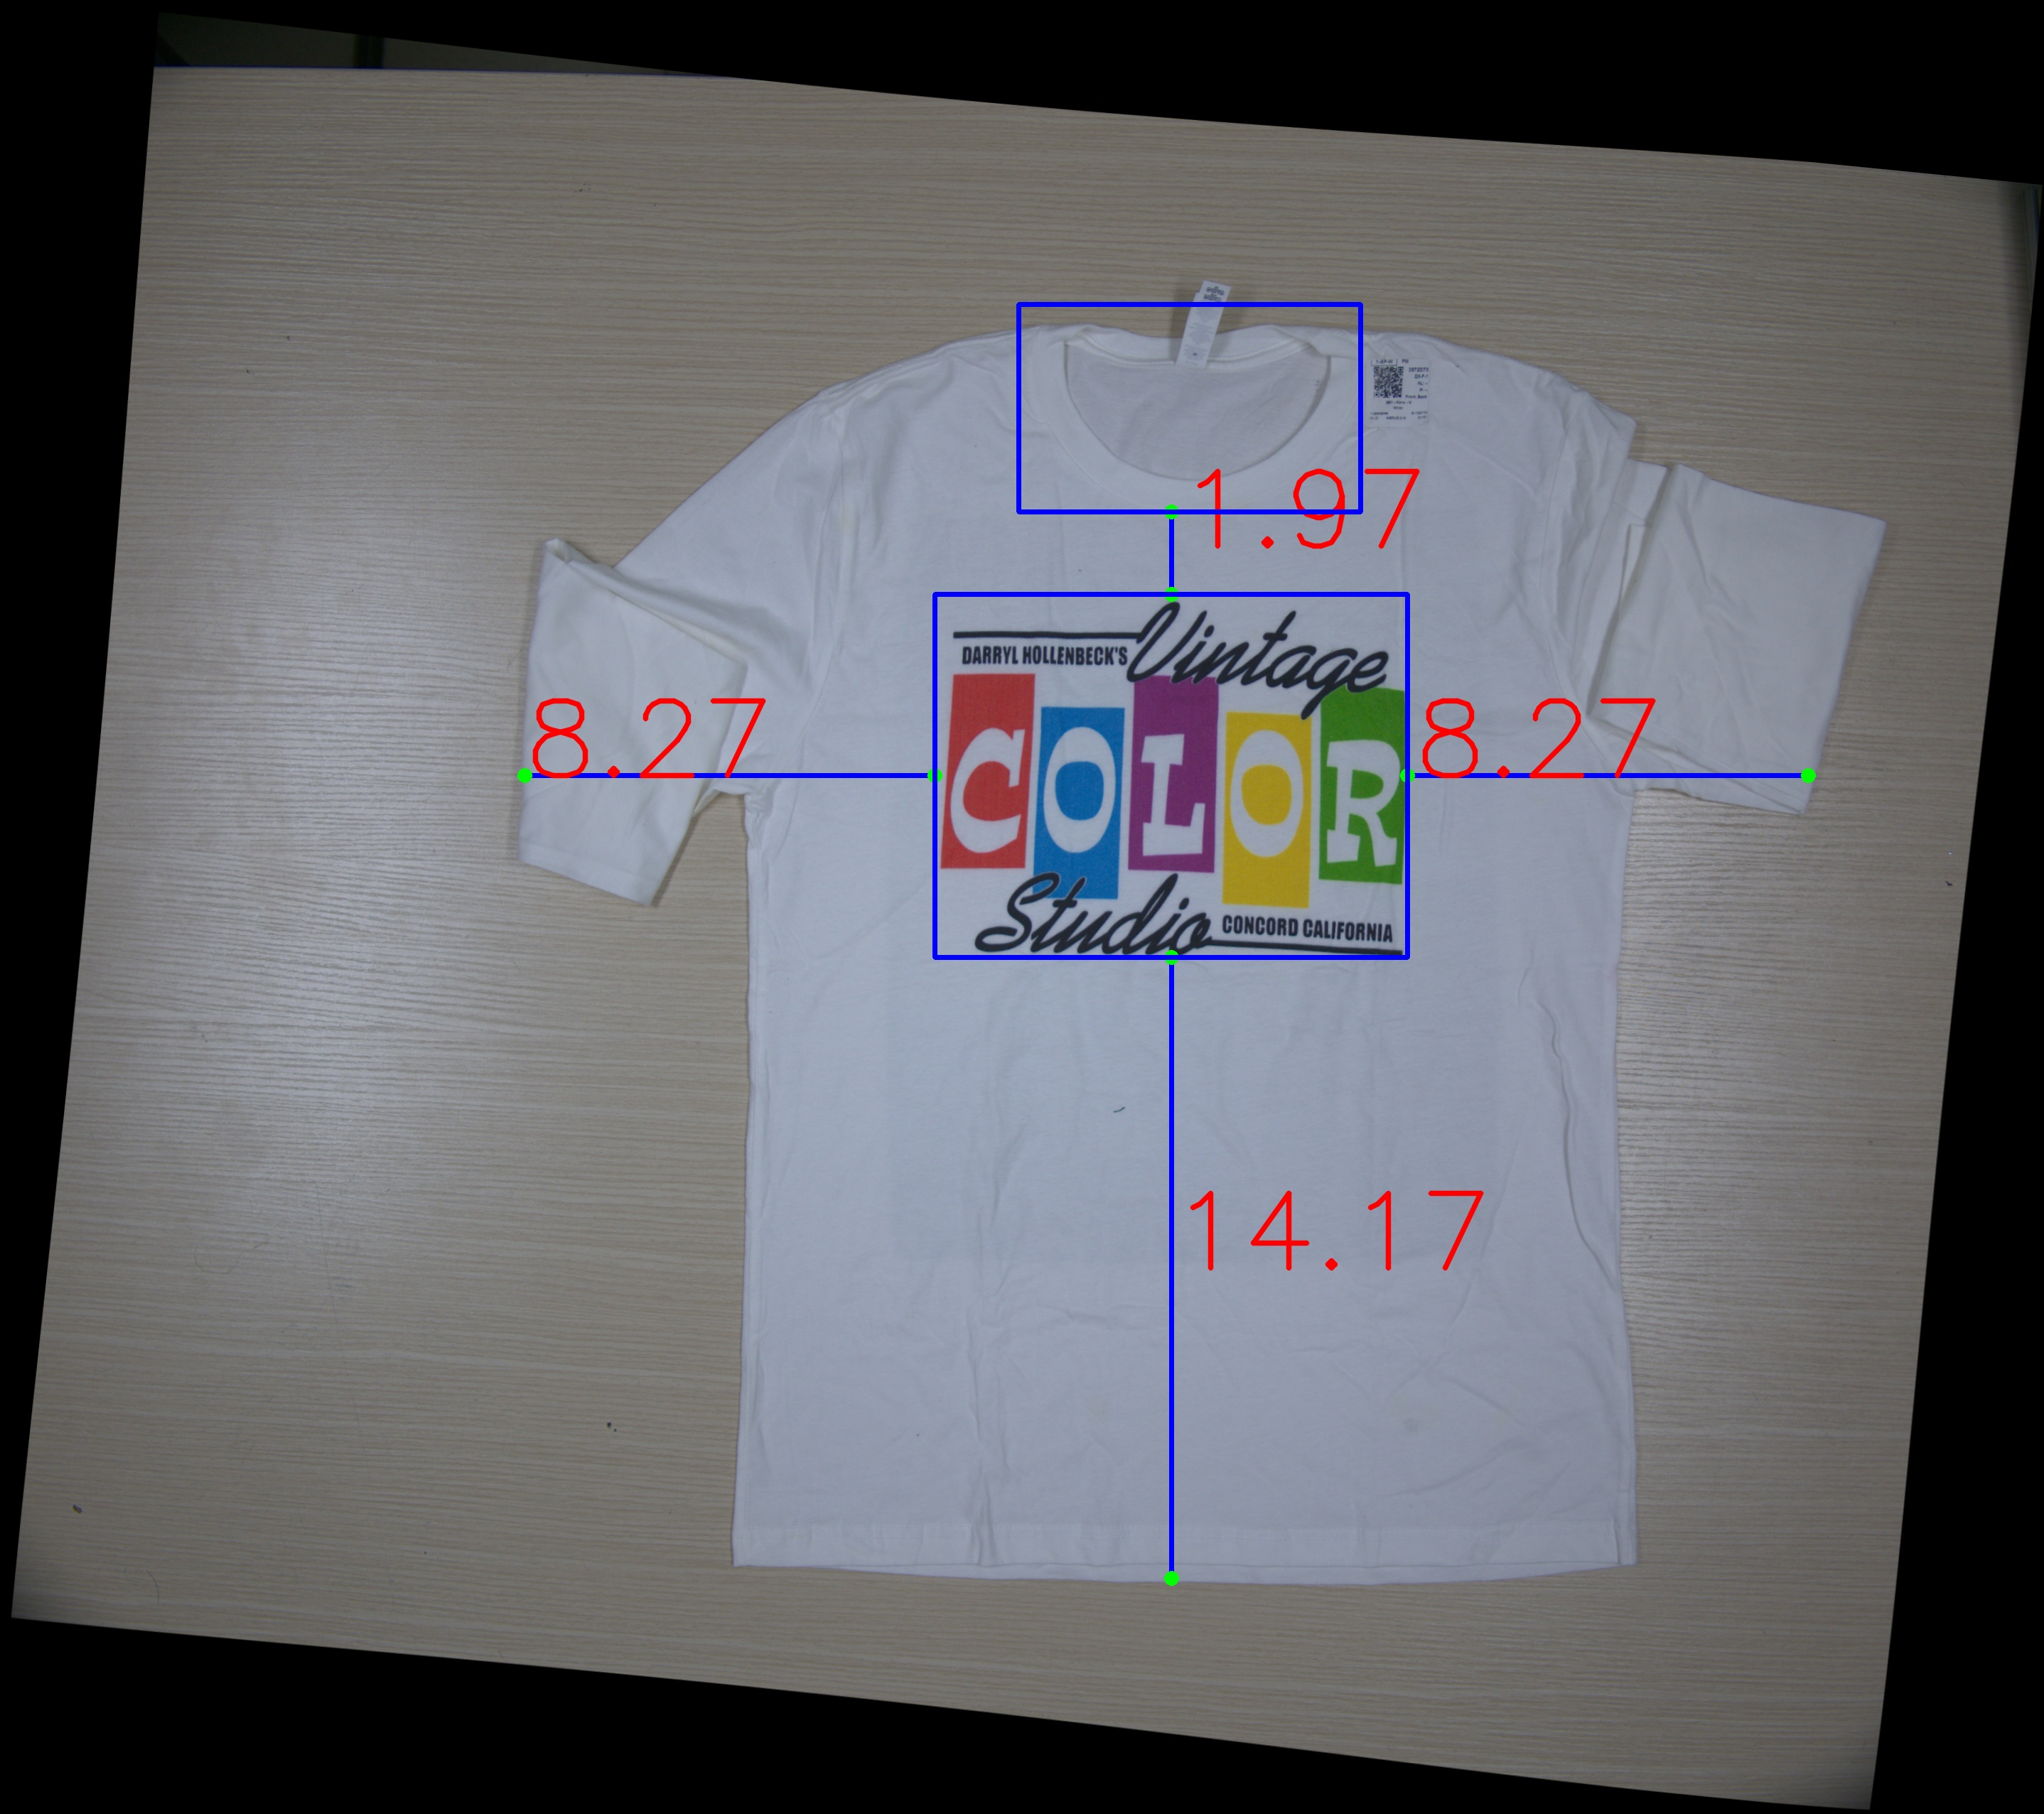 1.97
Vintage
DARRYL HOLLENBECK'S
8.27
COLOR
8.27
Studio
CONCORD CALIFORNIA
14.17